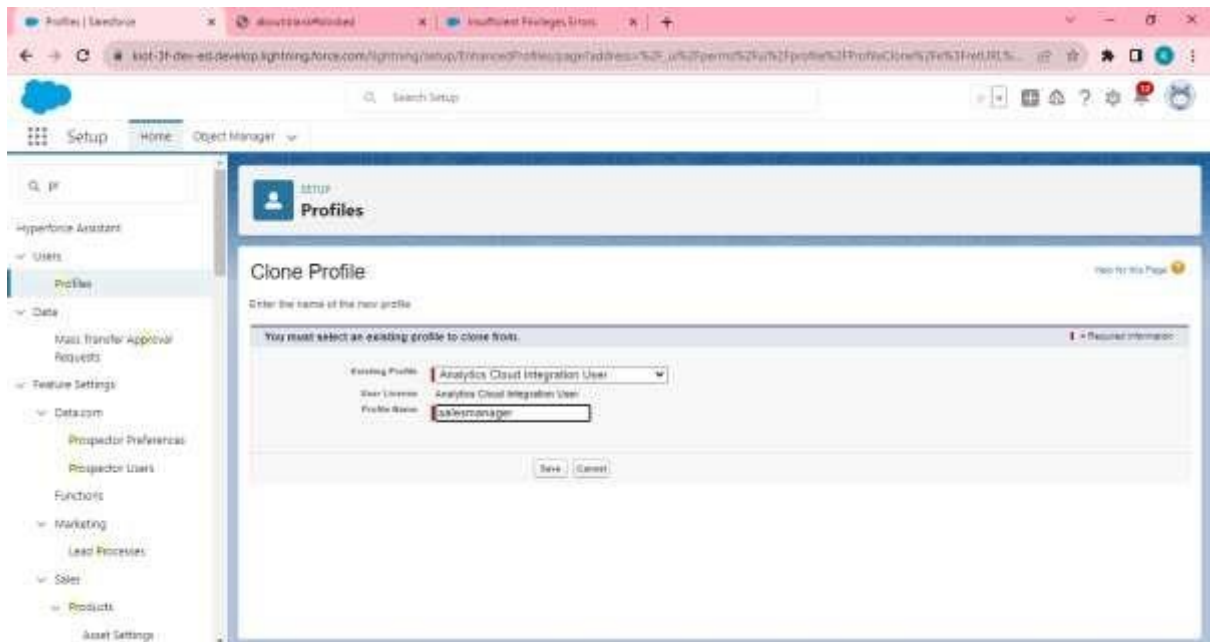 Profiles | Salesforce
about:blank#blocked
Insufficient Privileges Errors
Search Setup
Setup
Home
Object Manager
pr
Hyperforce Assistant
Users
Profiles
Data
Mass Transfer Approval
Requests
Feature Settings
Data.com
Prospector Preferences
Prospector Users
Functions
Marketing
Lead Processes
Sales
Products
Asset Settings
SETUP
Profiles
Clone Profile
Help for this Page
Enter the name of the new profile
You must select an existing profile to clone from.
= Required Information
Existing Profile
Analytics Cloud Integration User
User License
Analytics Cloud Integration User
Profile Name
salesmanager
Save
Cancel